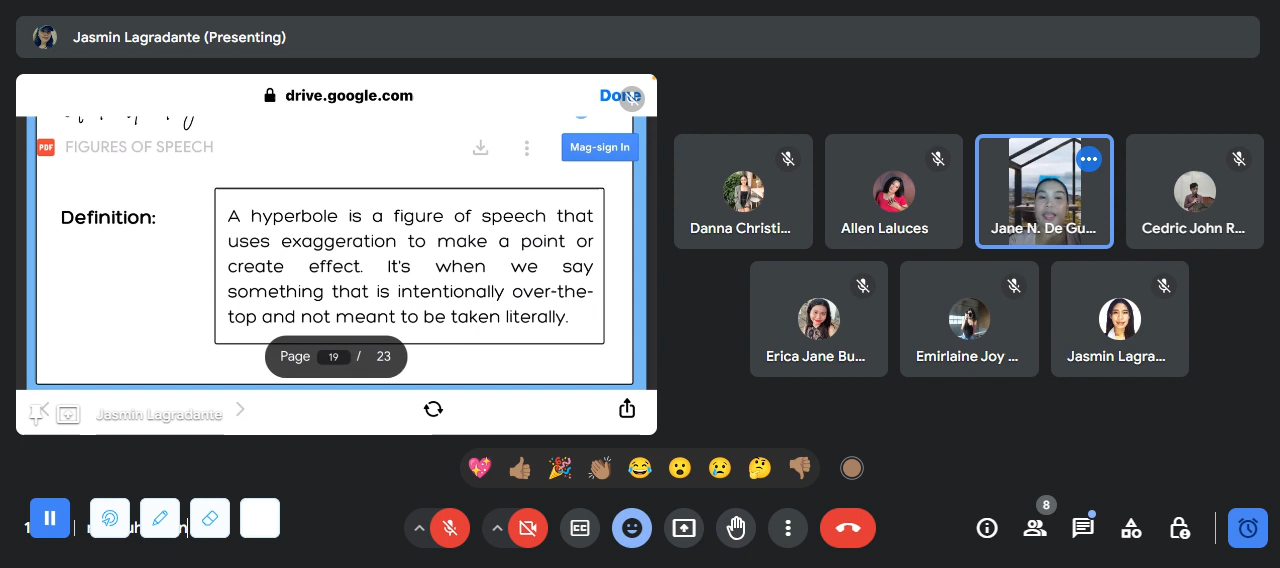 Jasmin Lagradante (Presenting)
drive.google.com
Done
PDF FIGURES OF SPEECH
Mag-sign In
Definition:
A hyperbole is a figure of speech that
uses exaggeration to make a point or
create effect. It's when we say
something that is intentionally over-the-
top and not meant to be taken literally.
Page 19 / 23
Jasmin Lagradante
Danna Christi...
Allen Laluces
Jane N. De Gu...
Cedric John R...
Erica Jane Bu...
Emirlaine Joy ...
Jasmin Lagra...
8